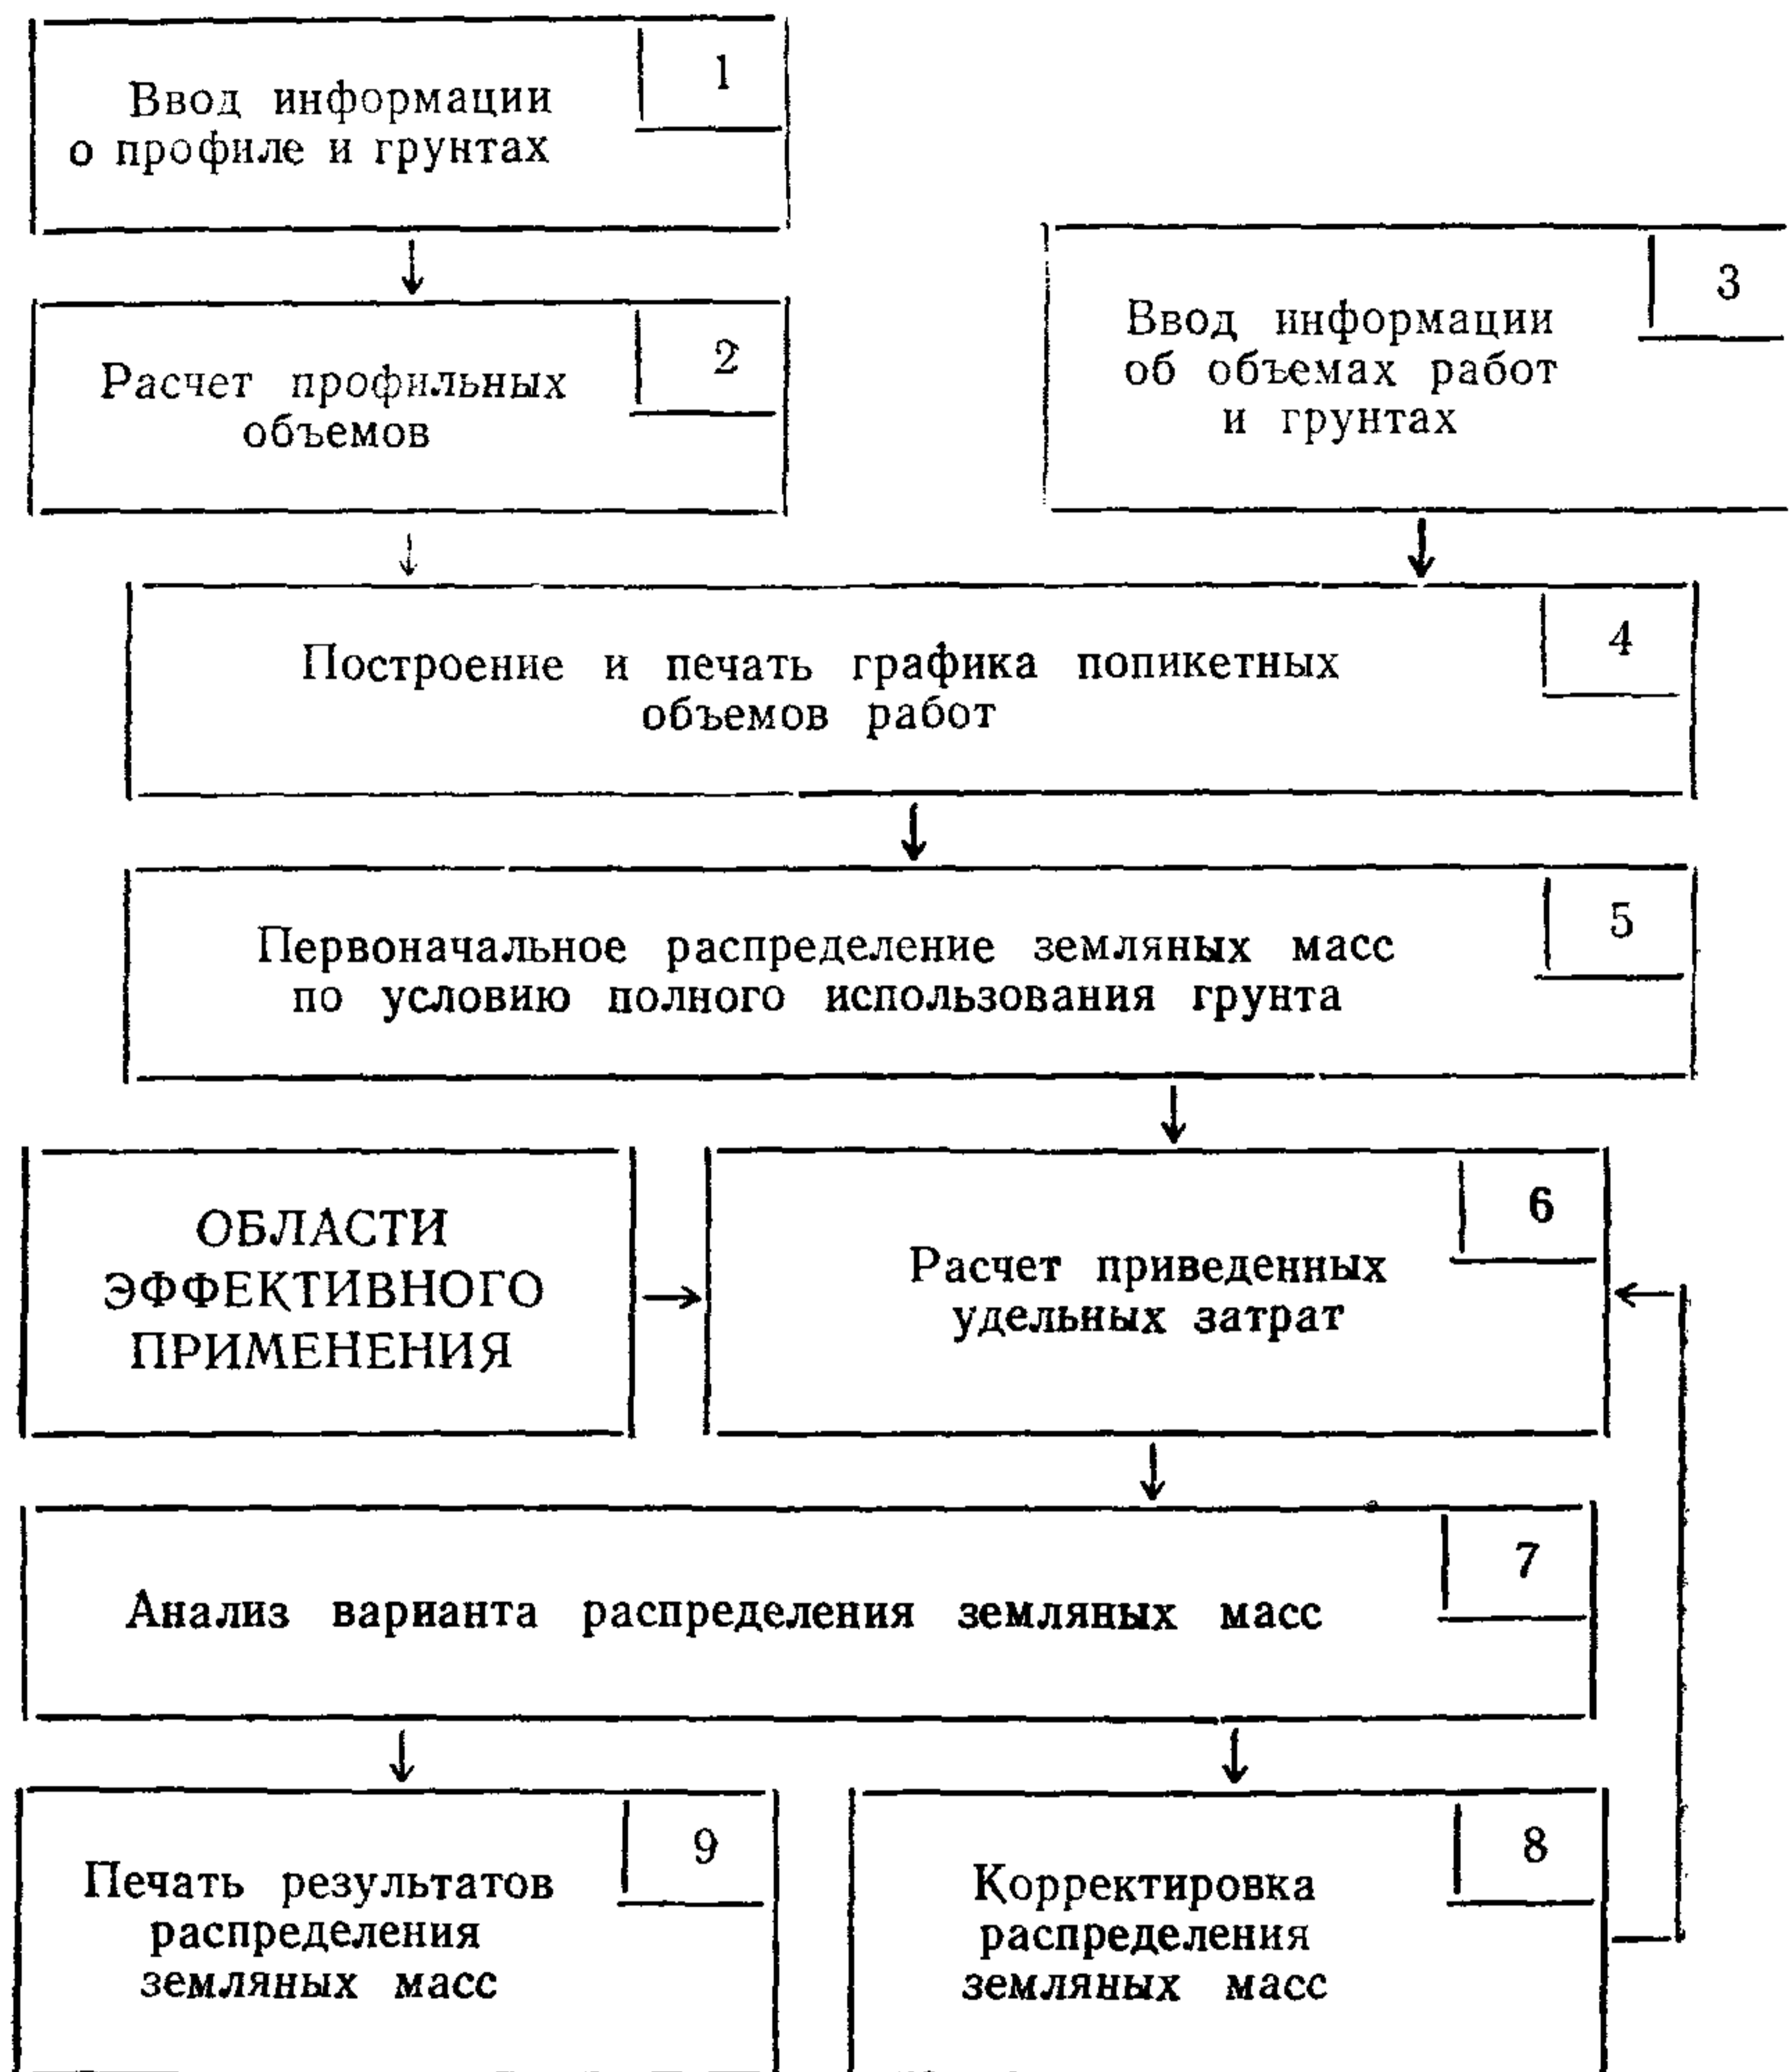 1
Ввод информации
о профиле и грунтах
2
Расчет профильных
объемов
3
Ввод информации
об объемах работ
и грунтах
4
Построение и печать графика попикетных
объемов работ
5
Первоначальное распределение земляных масс
по условию полного использования грунта
ОБЛАСТИ
ЭФФЕКТИВНОГО
ПРИМЕНЕНИЯ
6
Расчет приведенных
удельных затрат
7
Анализ варианта распределения земляных масс
9
Печать результатов
распределения
земляных масс
8
Корректировка
распределения
земляных масс